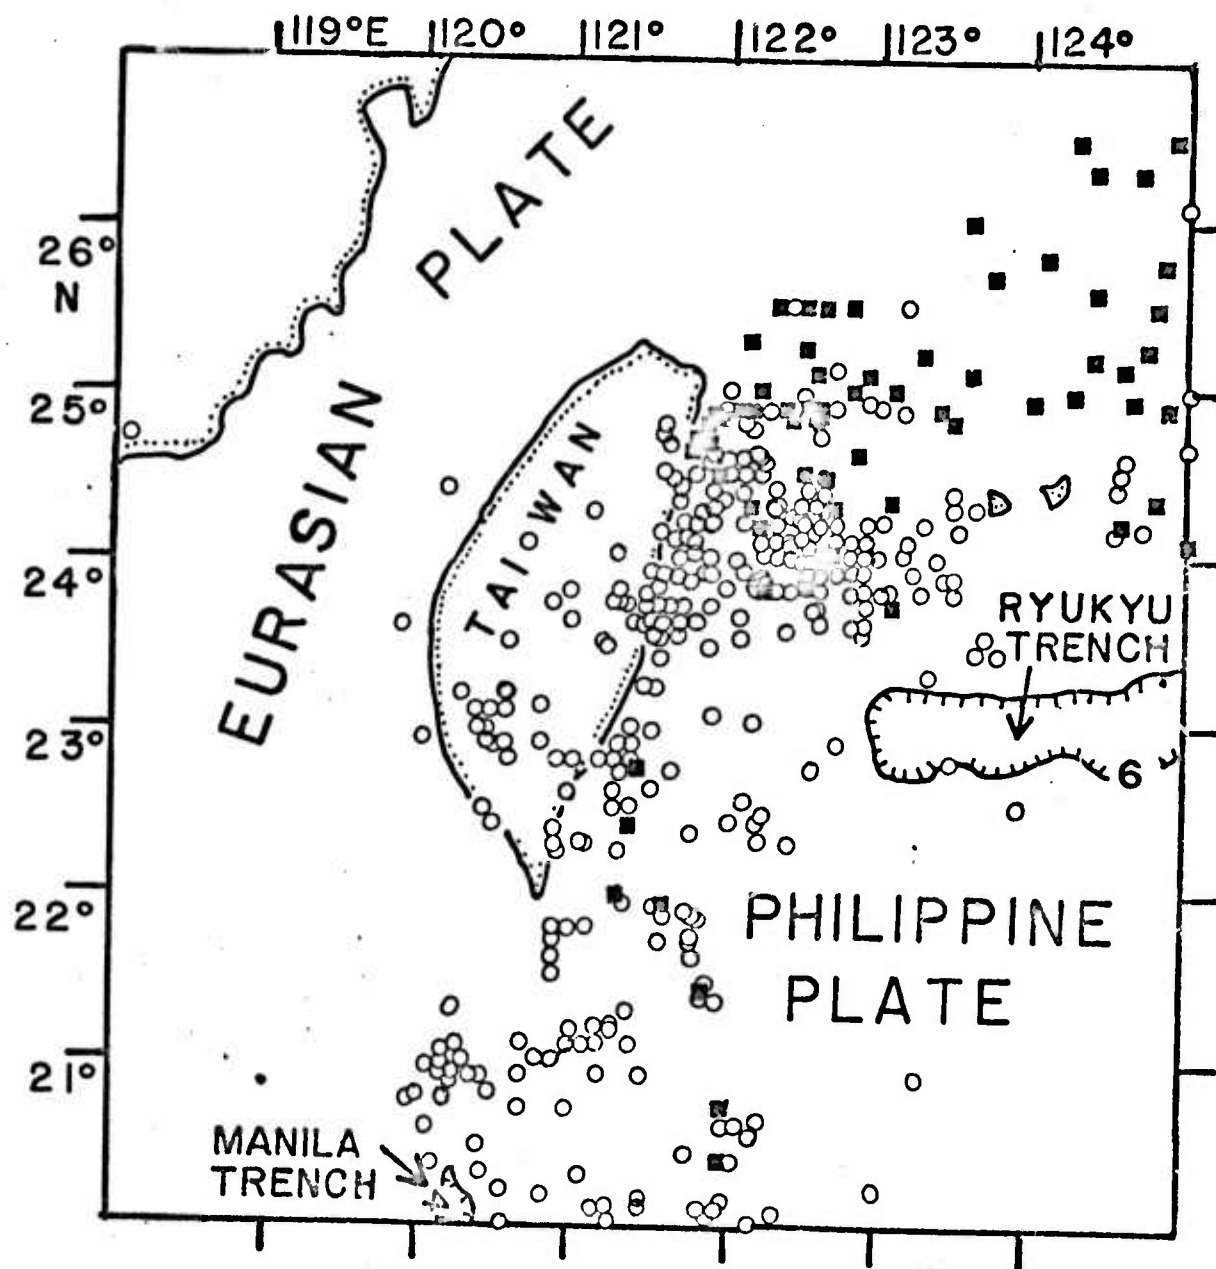 119°E 120° 121° 122° 123° 124°
PLATE
26°
N
25°
EURASIAN
TAIWAN
24°
RYUKYU
TRENCH
23°
6
22°
PHILIPPINE
PLATE
21°
MANILA
TRENCH